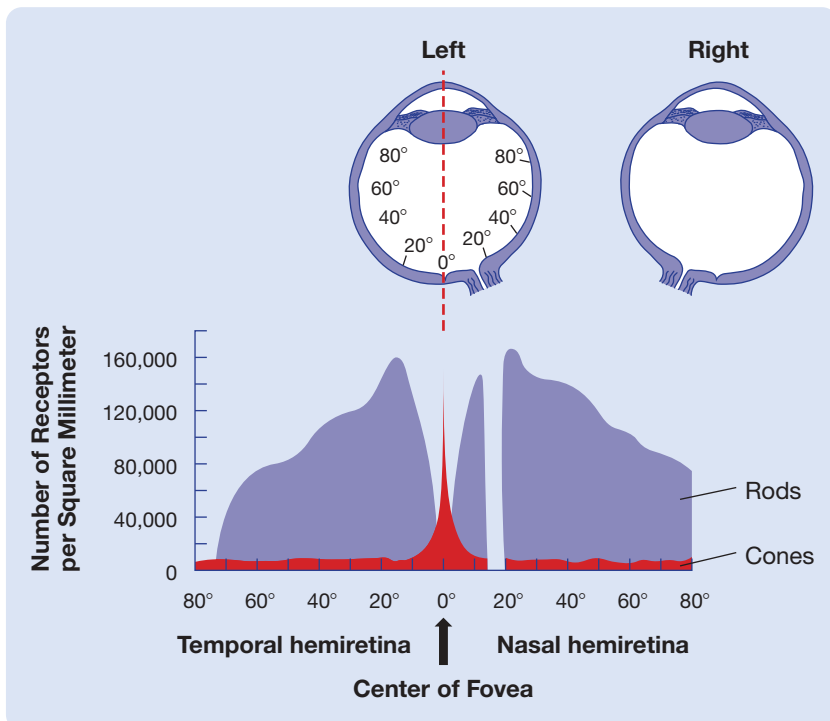 Left
Right
80°
80°
60°
60°
40°
40°
20°
20°
0°
Number of Receptors
per Square Millimeter
160,000
120,000
80,000
40,000
0
Rods
Cones
80° 60° 40° 20° 0° 20° 40° 60° 80°
Temporal hemiretina
Nasal hemiretina
Center of Fovea